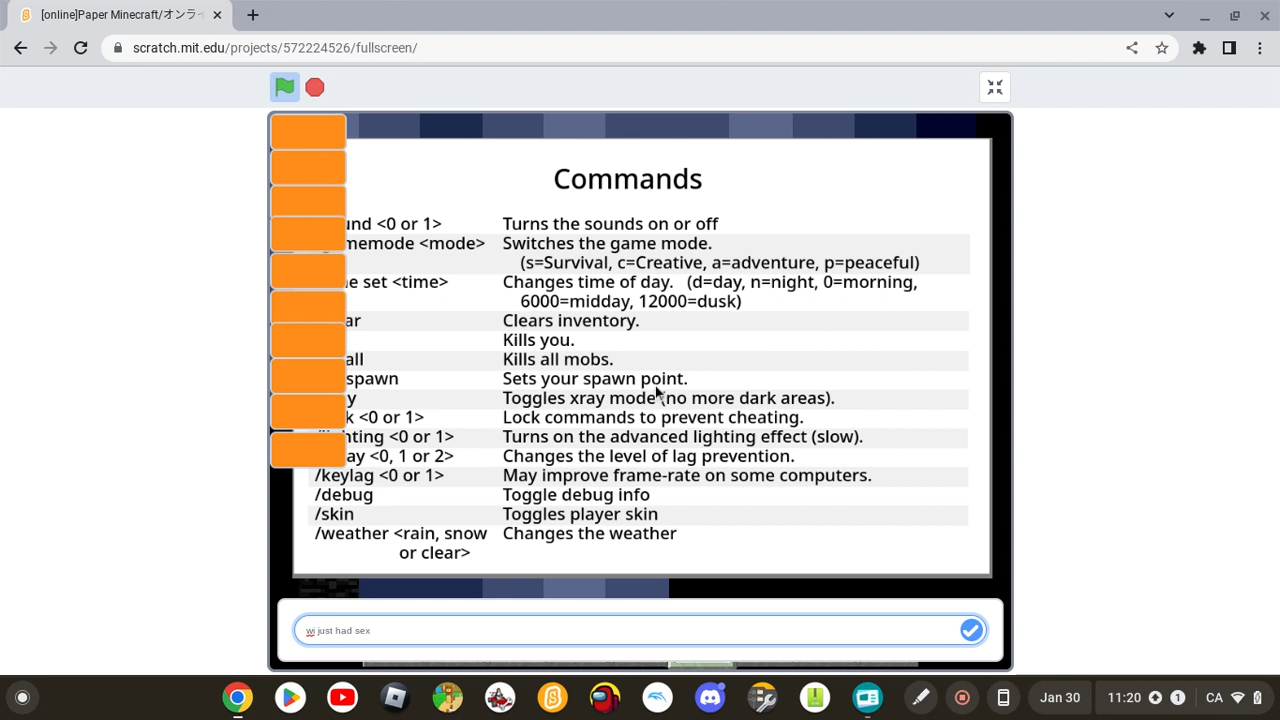 [online]Paper Minecraft/オンライ
scratch.mit.edu/projects/572224526/fullscreen/
Commands
und <0 or 1> Turns the sounds on or off
memode <mode> Switches the game mode.
(s=Survival, c=Creative, a=adventure, p=peaceful)
e set <time> Changes time of day. (d=day, n=night, 0=morning,
6000=midday, 12000=dusk)
ar Clears inventory.
Kills you.
all Kills all mobs.
spawn Sets your spawn point.
y Toggles xray mode (no more dark areas).
k <0 or 1> Lock commands to prevent cheating.
/lighting <0 or 1> Turns on the advanced lighting effect (slow).
ay <0, 1 or 2> Changes the level of lag prevention.
/keylag <0 or 1> May improve frame-rate on some computers.
/debug Toggle debug info
/skin Toggles player skin
/weather <rain, snow Changes the weather
or clear>
wi just had sex
Jan 30 11:20 1 CA